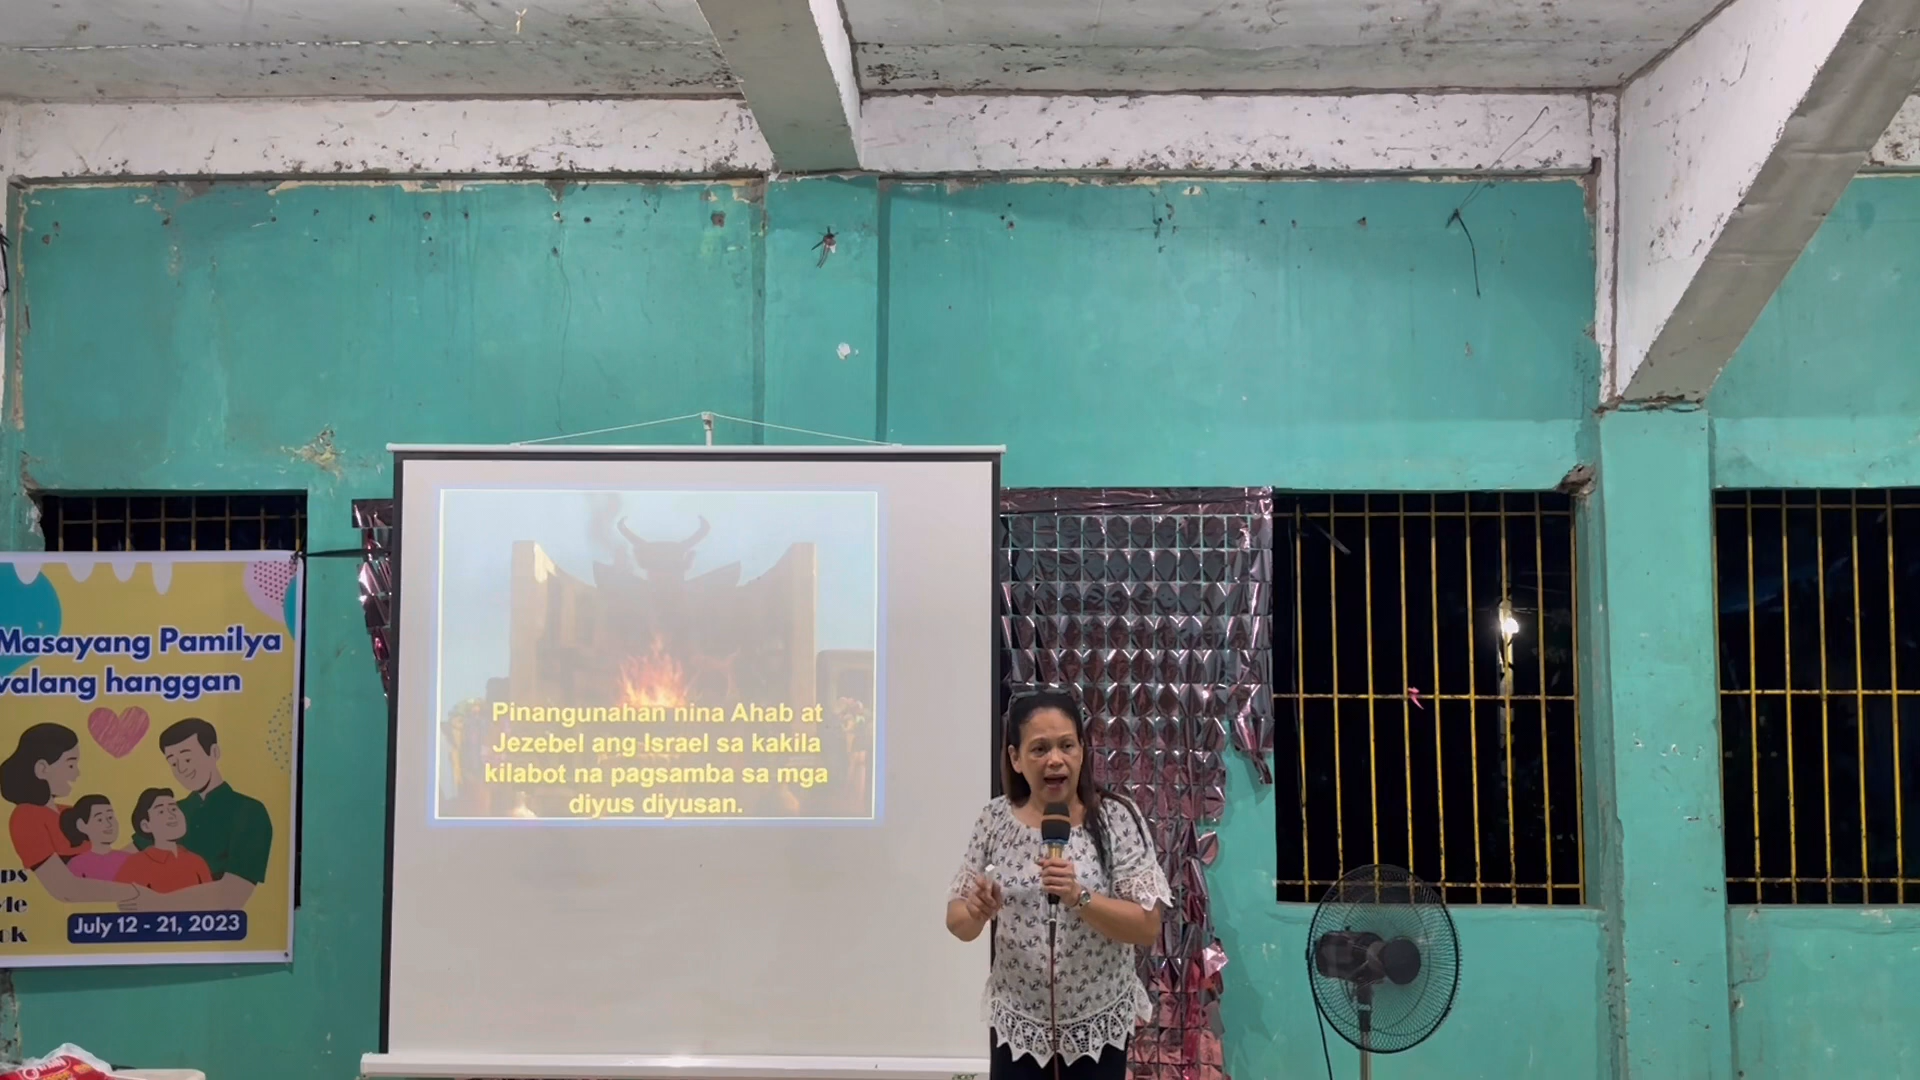 Masayang Pamilya
walang hanggan
July 12 - 21, 2023
Pinangunahan nina Ahab at
Jezebel ang Israel sa kakila
kilabot na pagsamba sa mga
diyus diyusan.